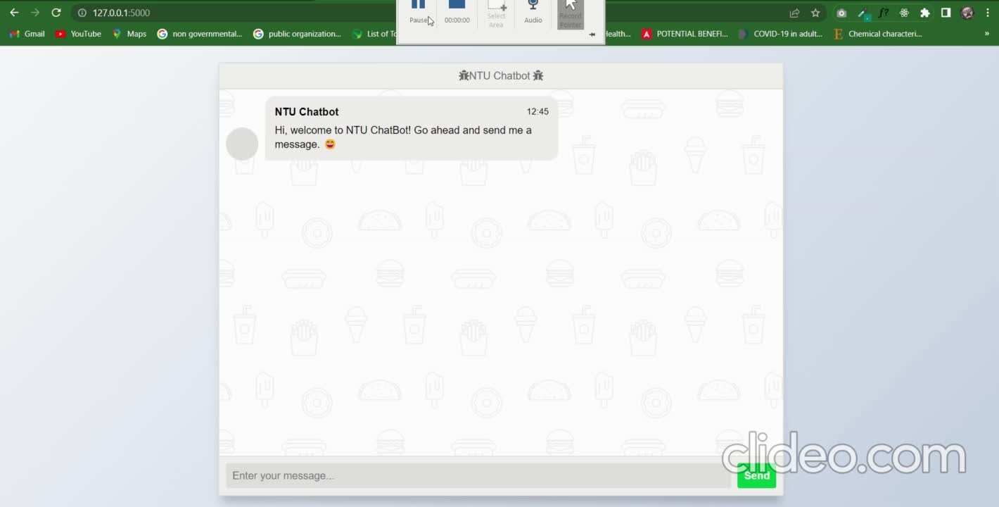 127.0.0.1:5000
Pause
00:00:00
Select
Area
Audio
Record
Pointer
Gmail
YouTube
Maps
non governmental...
public organization...
List of To
ealth...
POTENTIAL BENEFI...
COVID-19 in adult...
Chemical characteri...
»
NTU Chatbot
NTU Chatbot
12:45
Hi, welcome to NTU ChatBot! Go ahead and send me a
message. 😄
Enter your message...
Send
clideo.com